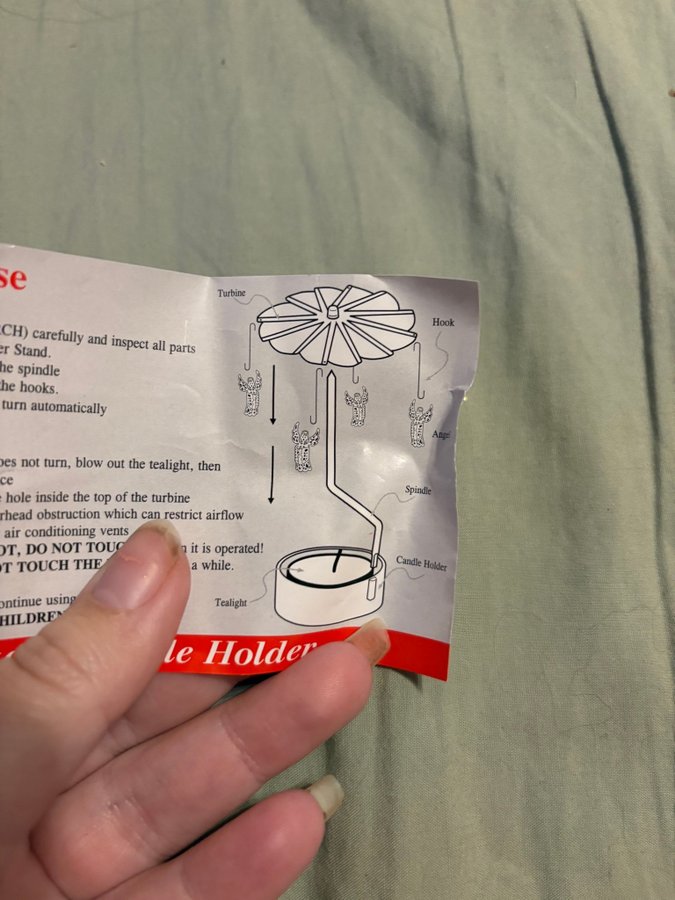 se
CH) carefully and inspect all parts
er Stand.
he spindle
the hooks.
turn automatically
oes not turn, blow out the tealight, then
ce
hole inside the top of the turbine
rhead obstruction which can restrict airflow
air conditioning vents
OT, DO NOT TOUC n it is operated!
OT TOUCH THE a while.
ontinue using
HILDREN
le Holder
Turbine
Hook
Angel
Spindle
Candle Holder
Tealight